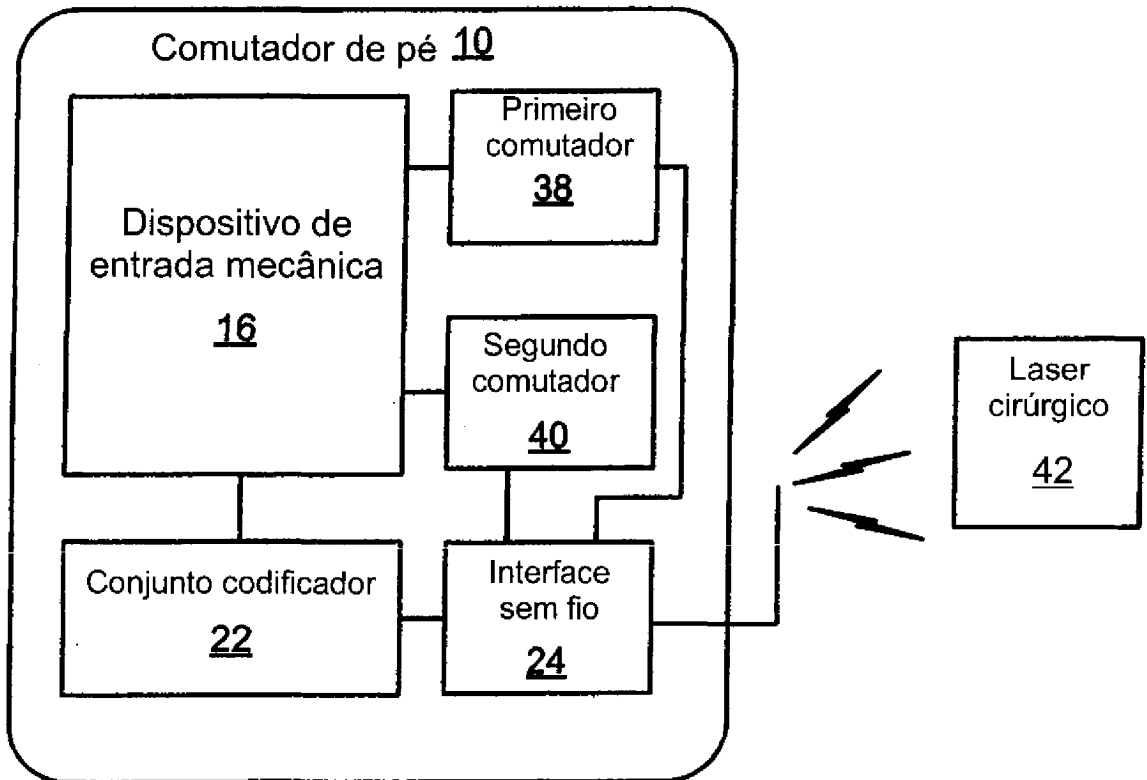 Comutador de pé 10
Primeiro
comutador
38
Dispositivo de
entrada mecânica
16
Segundo
comutador
40
Laser
cirúrgico
42
Conjunto codificador
22
Interface
sem fio
24